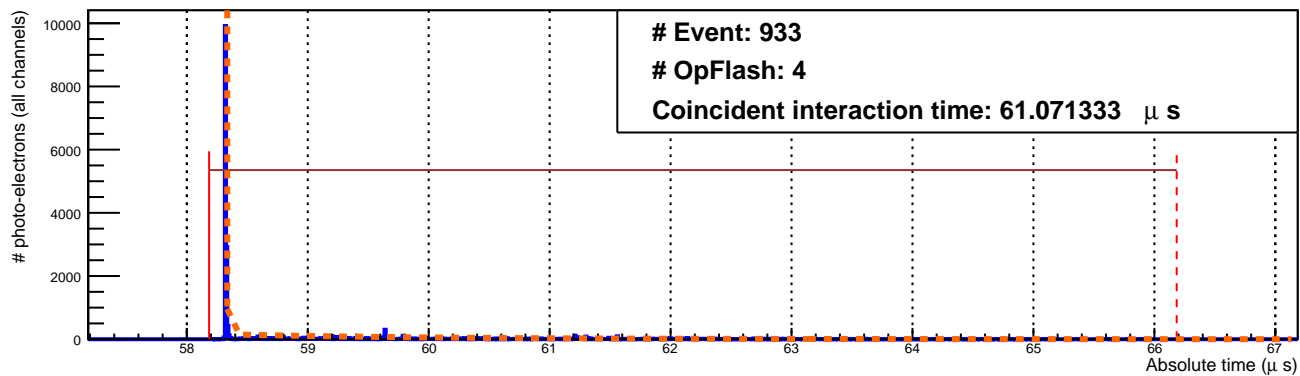 # photo-electrons (all channels)
10000
8000
6000
4000
2000
0
# Event: 933
# OpFlash: 4
Coincident interaction time: 61.071333 μ s
58 59 60 61 62 63 64 65 66 67
Absolute time (μ s)